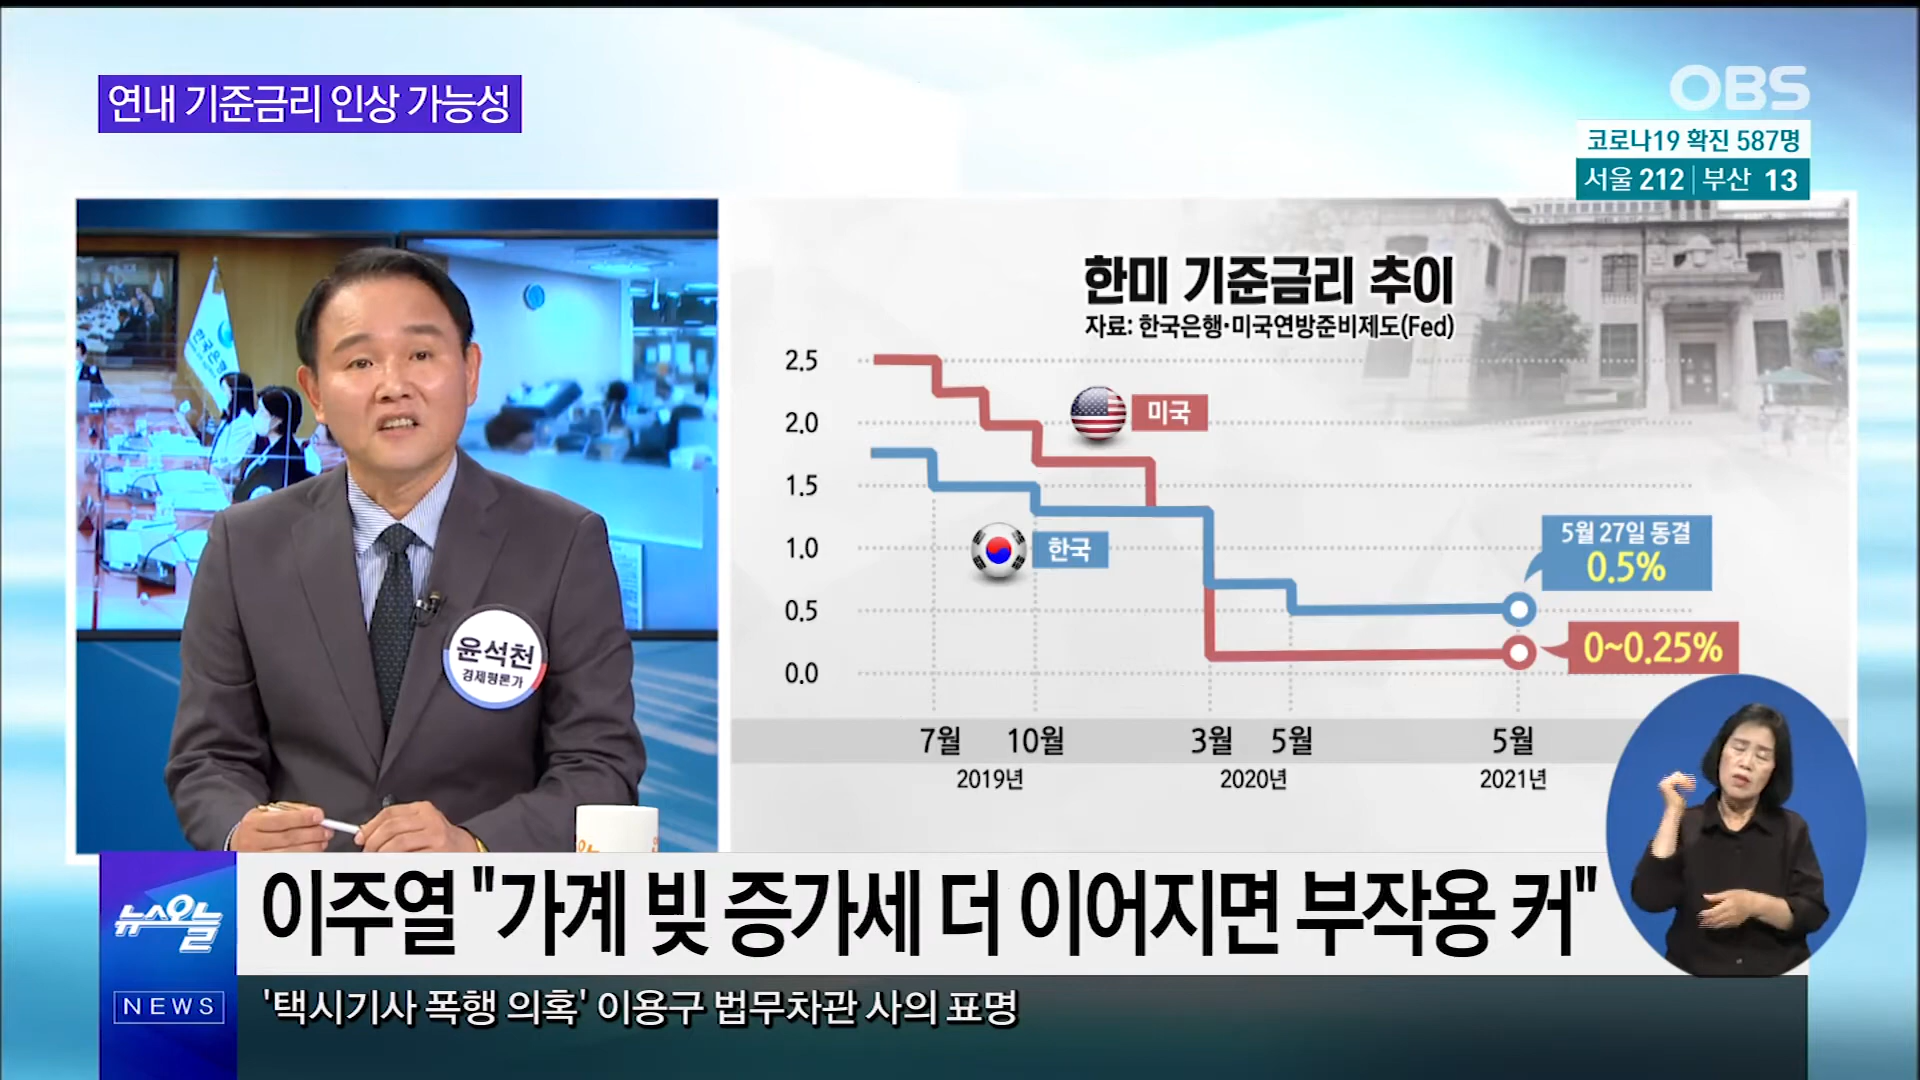 연내 기준금리 인상 가능성
OBS
코로나19 확진 587명
서울 212 | 부산 13
한국은행
윤석천
경제평론가
한미 기준금리 추이
자료: 한국은행·미국연방준비제도(Fed)
2.5
2.0
1.5
1.0
0.5
0.0
미국
한국
5월 27일 동결
0.5%
0~0.25%
7월 10월 3월 5월 5월
2019년 2020년 2021년
뉴스오늘
이주열 "가계 빚 증가세 더 이어지면 부작용 커"
NEWS
'택시기사 폭행 의혹' 이용구 법무차관 사의 표명